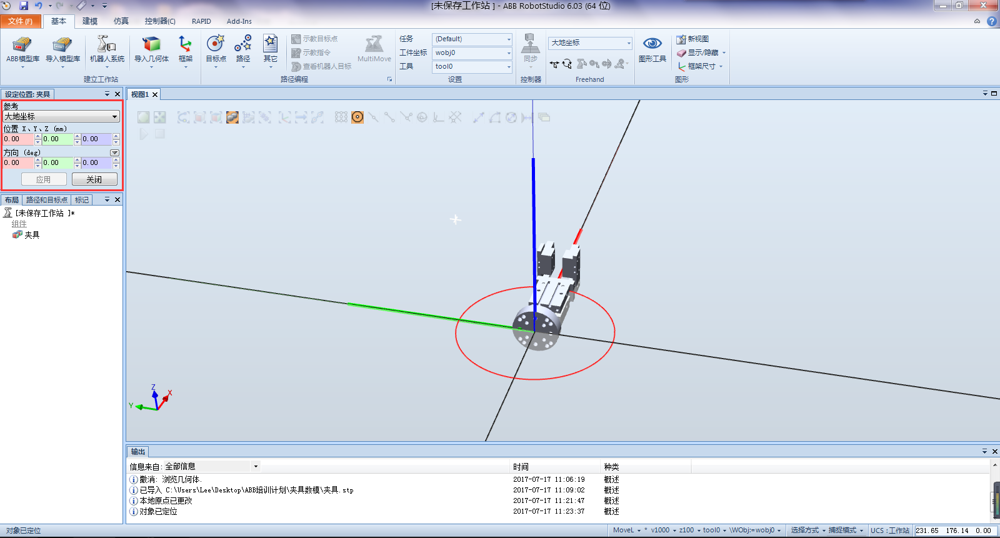 [未保存工作站 ] - ABB RobotStudio 6.03 (64 位)
文件(F) 基本 建模 仿真 控制器(C) RAPID Add-Ins
ABB模型库 导入模型库 机器人系统 导入几何体 框架
建立工作站
目标点 路径 其它
示教目标点
示教指令
查看机器人目标
MultiMove
路径编程
任务 (Default)
工件坐标 wobj0
工具 tool0
设置
同步
控制器
大地坐标
Freehand
图形工具
新视图
显示/隐藏
框架尺寸
图形
设定位置: 夹具
参考
大地坐标
位置 X、Y、Z (mm)
0.00 0.00 0.00
方向 (deg)
0.00 0.00 0.00
应用 关闭
布局 路径和目标点 标记
[未保存工作站 ]*
组件
夹具
视图1
Z
X
Y
输出
信息来自: 全部信息 时间 种类
撤消: 浏览几何体. 2017-07-17 11:06:19 概述
已导入 C:\Users\Lee\Desktop\ABB培训计划\夹具数模\夹具.stp 2017-07-17 11:09:02 概述
本地原点已更改 2017-07-17 11:21:47 概述
对象已定位 2017-07-17 11:23:37 概述
对象已定位
MoveL * v1000 z100 tool0 \WObj:=wobj0 选择方式 捕捉模式 UCS :工作站 231.65 176.14 0.00